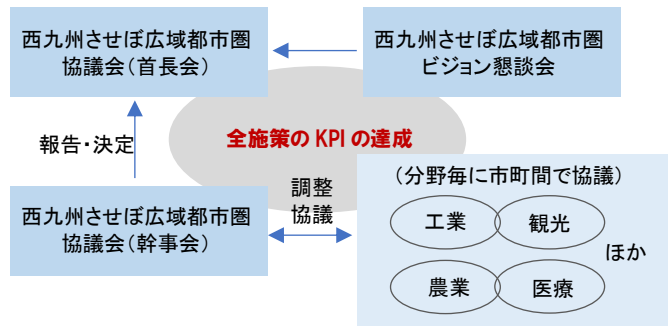 西九州させぼ広域都市圏
協議会（首長会）
西九州させぼ広域都市圏
ビジョン懇談会
全施策の KPI の達成
報告・決定
西九州させぼ広域都市圏
協議会（幹事会）
調整
協議
（分野毎に市町間で協議）
工業
観光
ほか
農業
医療